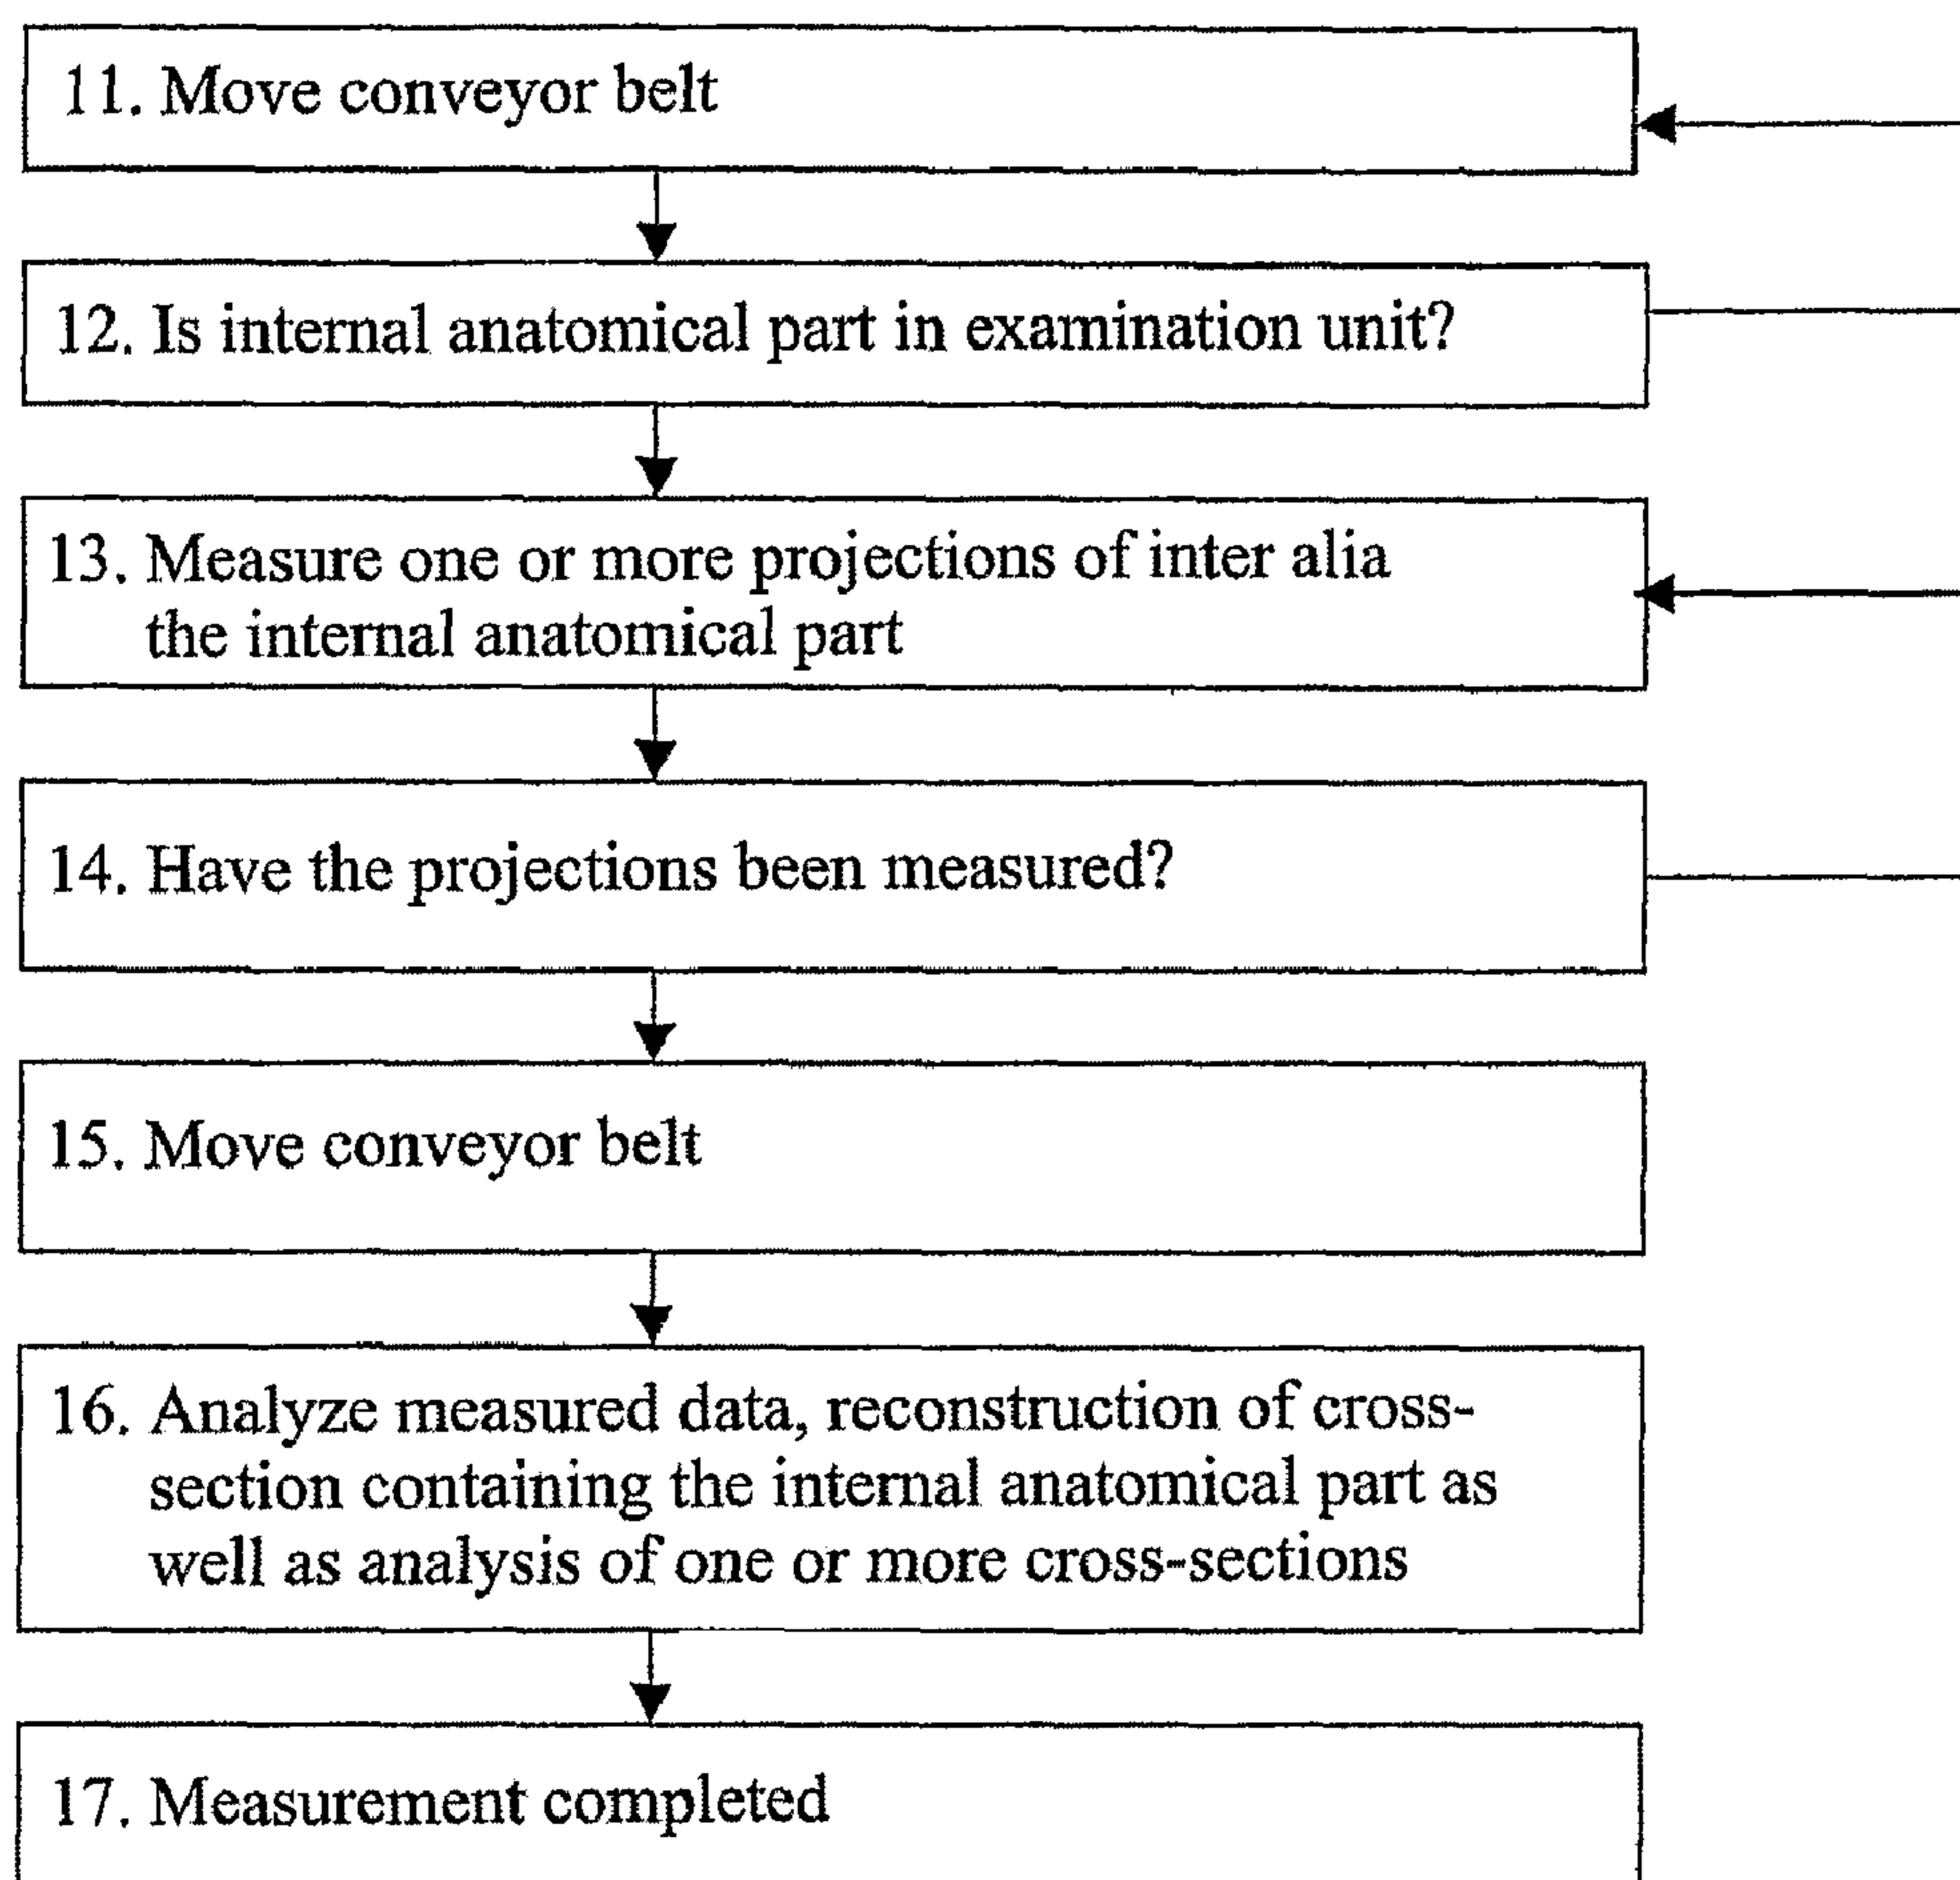 11. Move conveyor belt
12. Is internal anatomical part in examination unit?
13. Measure one or more projections of inter alia
the internal anatomical part
14. Have the projections been measured?
15. Move conveyor belt
16. Analyze measured data, reconstruction of cross-
section containing the internal anatomical part as
well as analysis of one or more cross-sections
17. Measurement completed